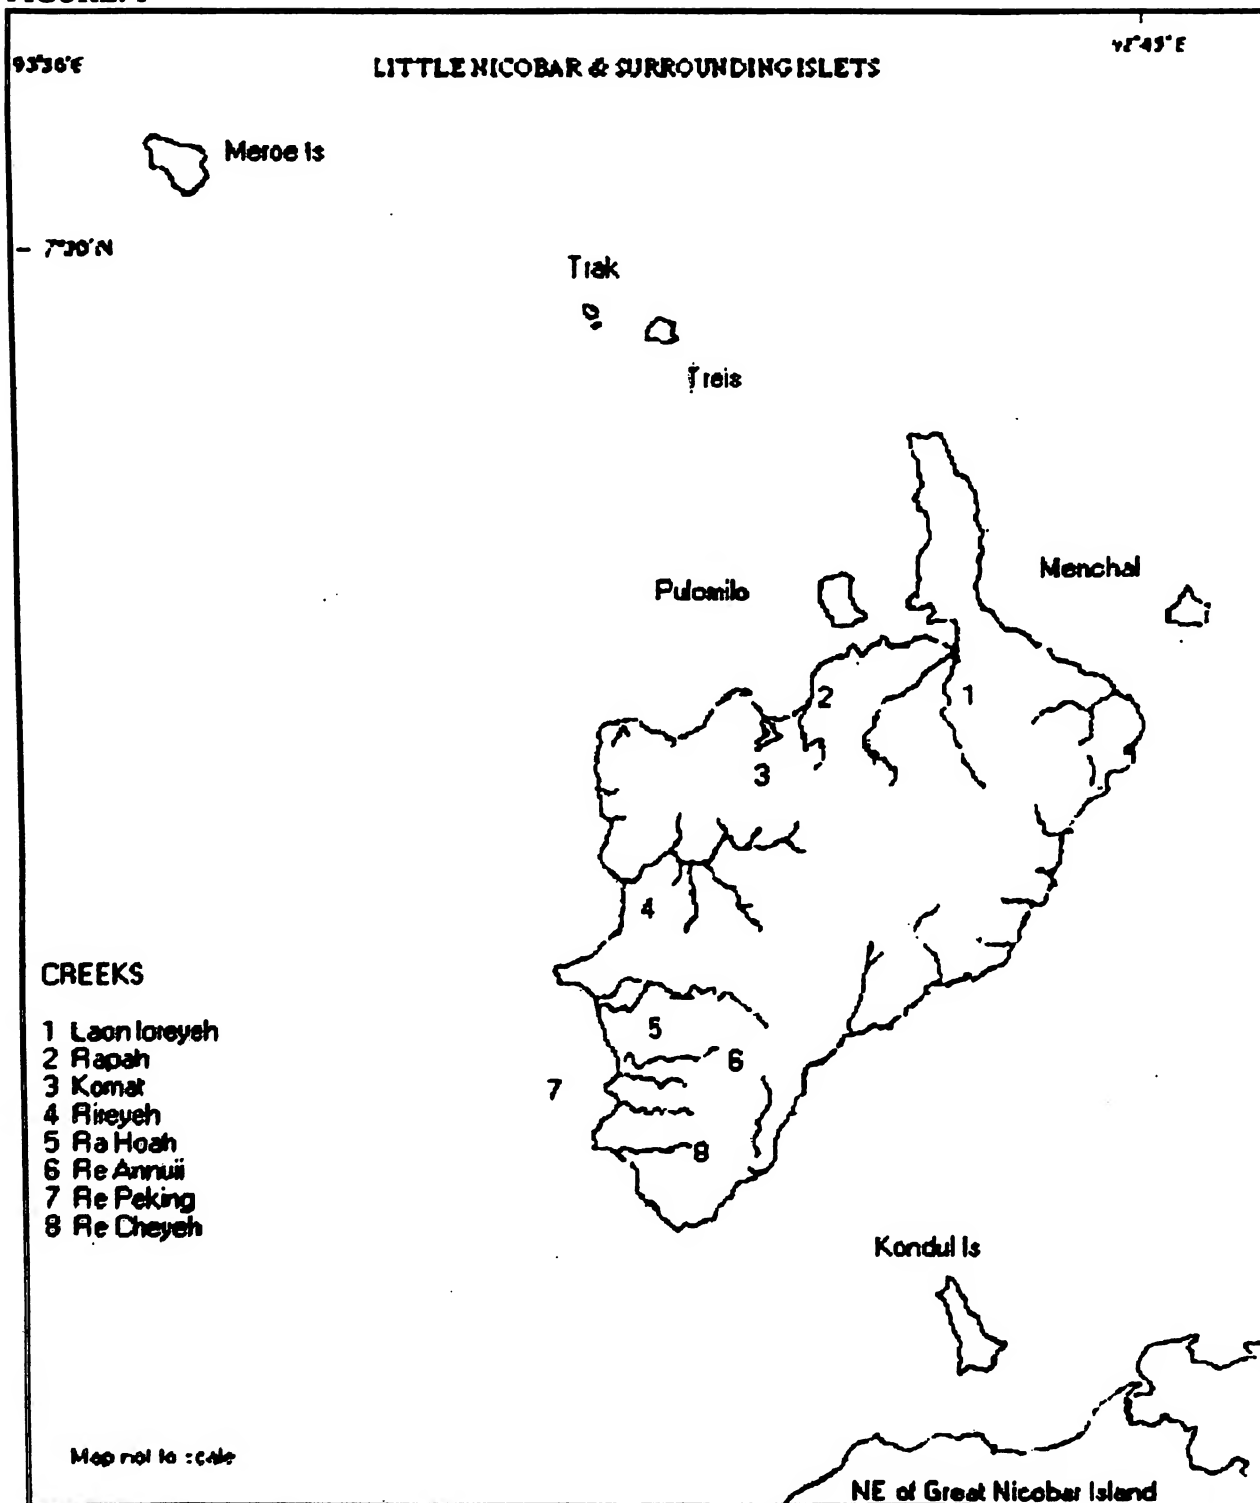 93°36'E
LITTLE NICOBAR & SURROUNDING ISLETS
Meroe Is
7°30'N
Trak
Treis
Pulomilo
Menchal
1
2
3
4
5
6
7
8
CREEKS
1 Laon loreyeh
2 Rapah
3 Komat
4 Rireyeh
5 Ra Hoah
6 Re Annuii
7 Re Peking
8 Re Cheyeh
Kondul Is
Map not to scale
NE of Great Nicobar Island